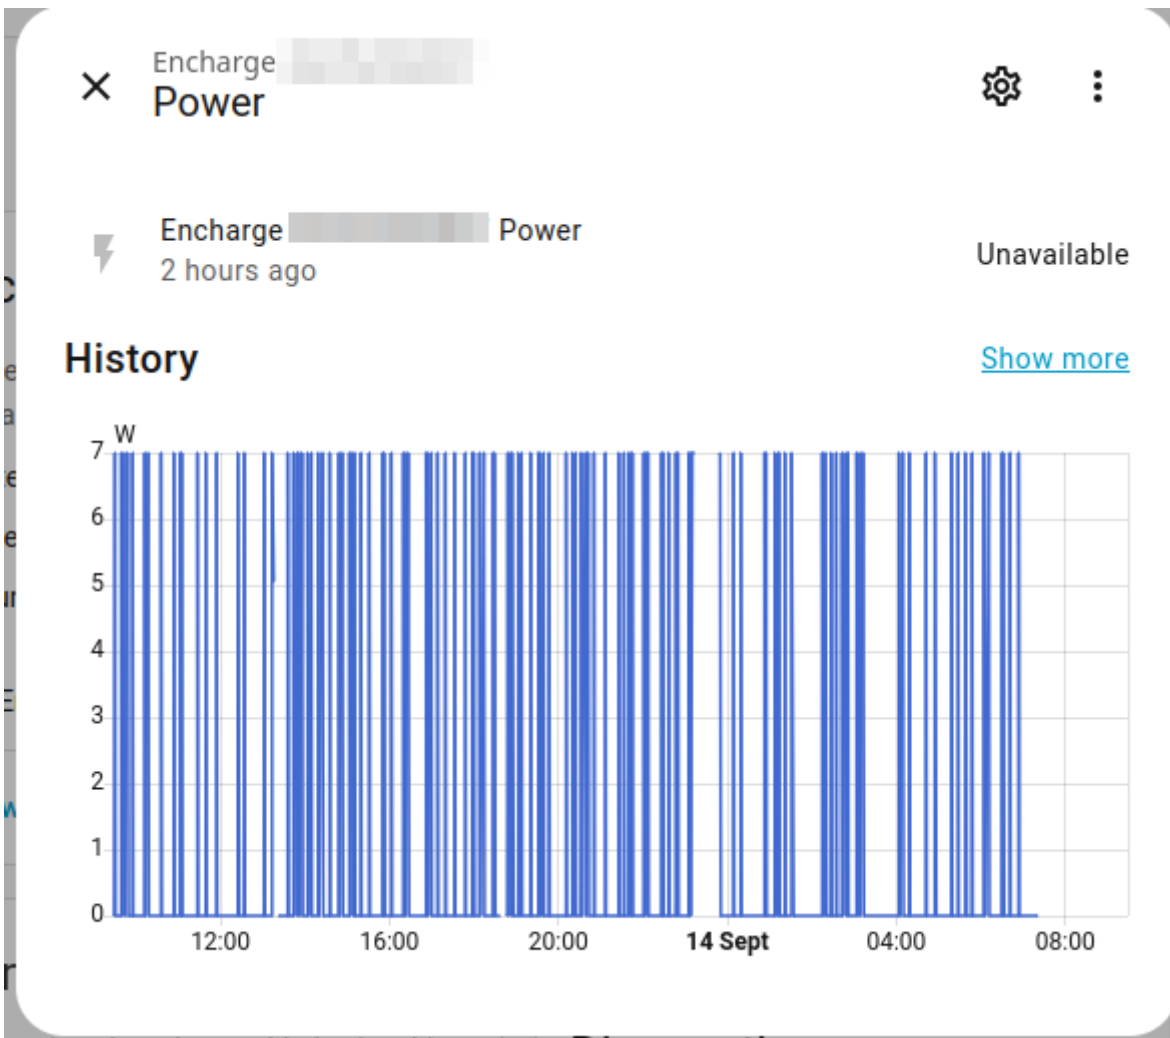 Encharge
Power
Encharge Power
2 hours ago
Unavailable
History
Show more
W
7
6
5
4
3
2
1
0
12:00 16:00 20:00 14 Sept 04:00 08:00